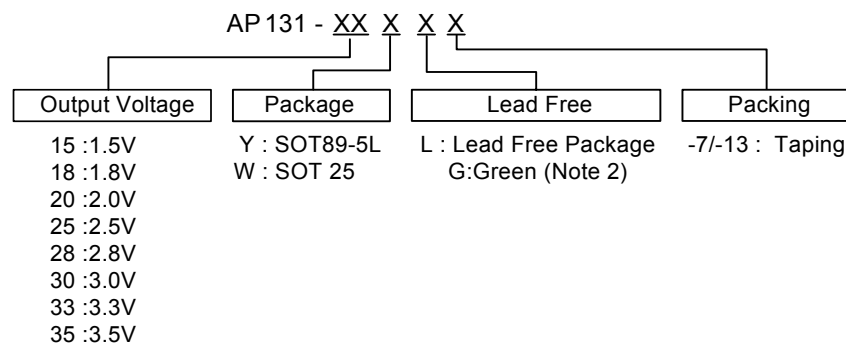 AP131 - XX X X X
Output Voltage
15 :1.5V
18 :1.8V
20 :2.0V
25 :2.5V
28 :2.8V
30 :3.0V
33 :3.3V
35 :3.5V
Package
Y : SOT89-5L
W : SOT 25
Lead Free
L : Lead Free Package
G:Green (Note 2)
Packing
-7/-13 : Taping